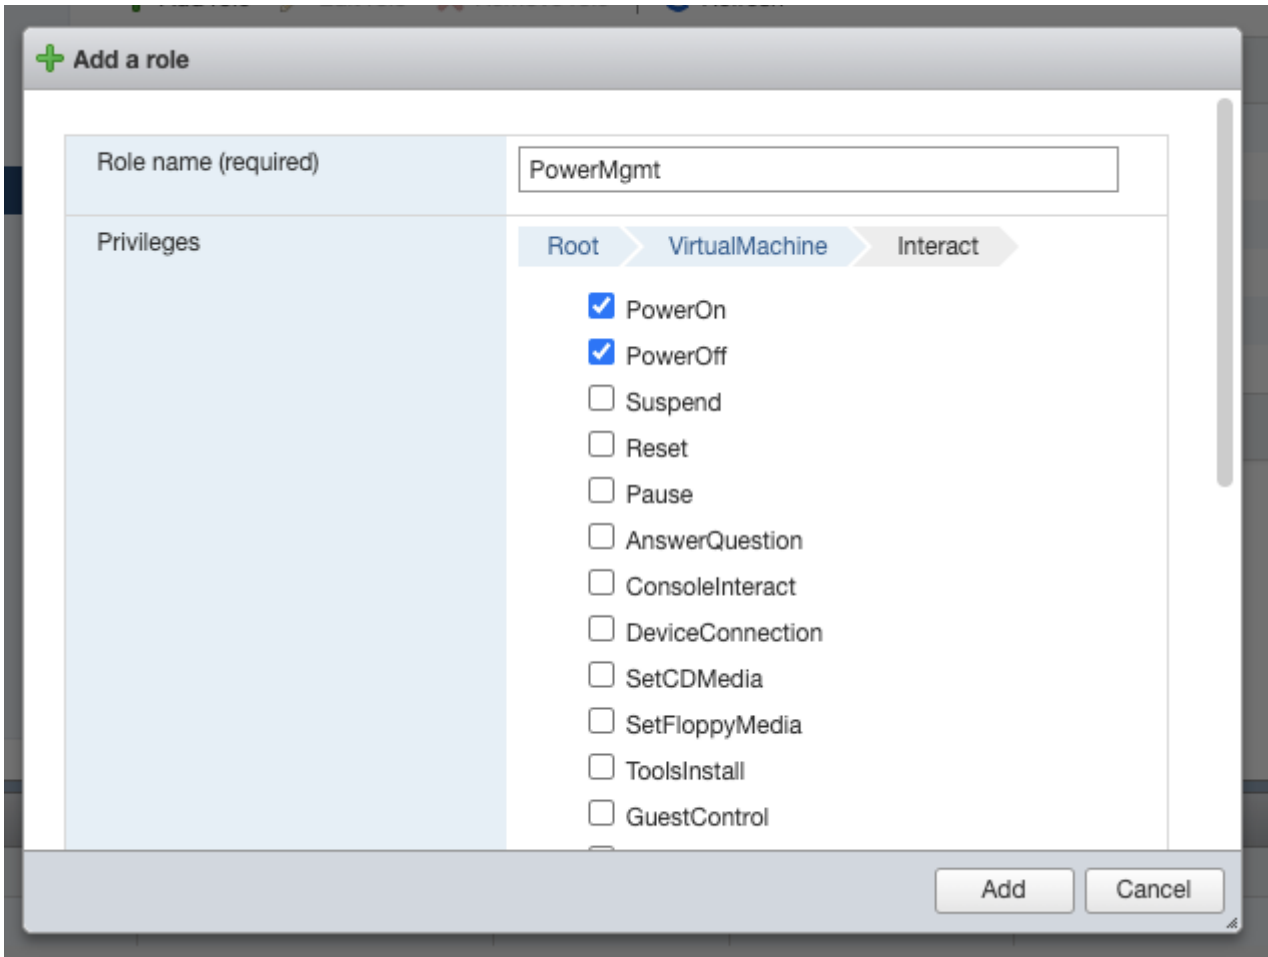 Add a role
Role name (required)
PowerMgmt
Privileges
Root VirtualMachine Interact
PowerOn
PowerOff
Suspend
Reset
Pause
AnswerQuestion
ConsoleInteract
DeviceConnection
SetCDMedia
SetFloppyMedia
ToolsInstall
GuestControl
Add Cancel